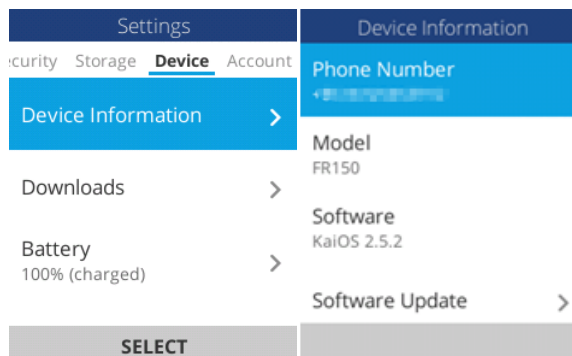 Settings
ecurity Storage Device Account
Device Information
Downloads
Battery
100% (charged)
SELECT
Device Information
Phone Number
Model
FR150
Software
KaiOS 2.5.2
Software Update